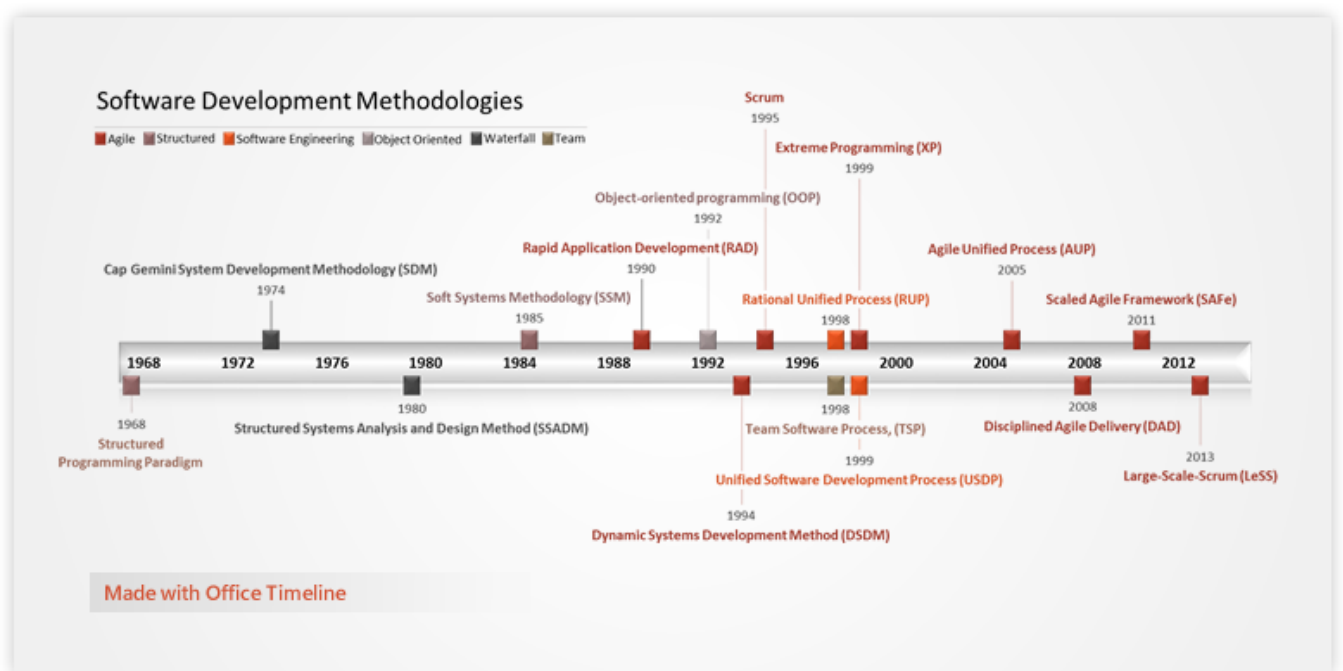 Software Development Methodologies
Agile Structured Software Engineering Object Oriented Waterfall Team
Scrum
1995
Extreme Programming (XP)
1999
Object-oriented programming (OOP)
1992
Rapid Application Development (RAD)
1990
Agile Unified Process (AUP)
2005
Cap Gemini System Development Methodology (SDM)
1974
Soft Systems Methodology (SSM)
1985
Rational Unified Process (RUP)
1998
Scaled Agile Framework (SAFe)
2011
1968 1972 1976 1980 1984 1988 1992 1996 2000 2004 2008 2012
1968
Structured
Programming Paradigm
1980
Structured Systems Analysis and Design Method (SSADM)
1998
Team Software Process, (TSP)
2008
Disciplined Agile Delivery (DAD)
1999
Unified Software Development Process (USDP)
2013
Large-Scale-Scrum (LeSS)
1994
Dynamic Systems Development Method (DSDM)
Made with Office Timeline